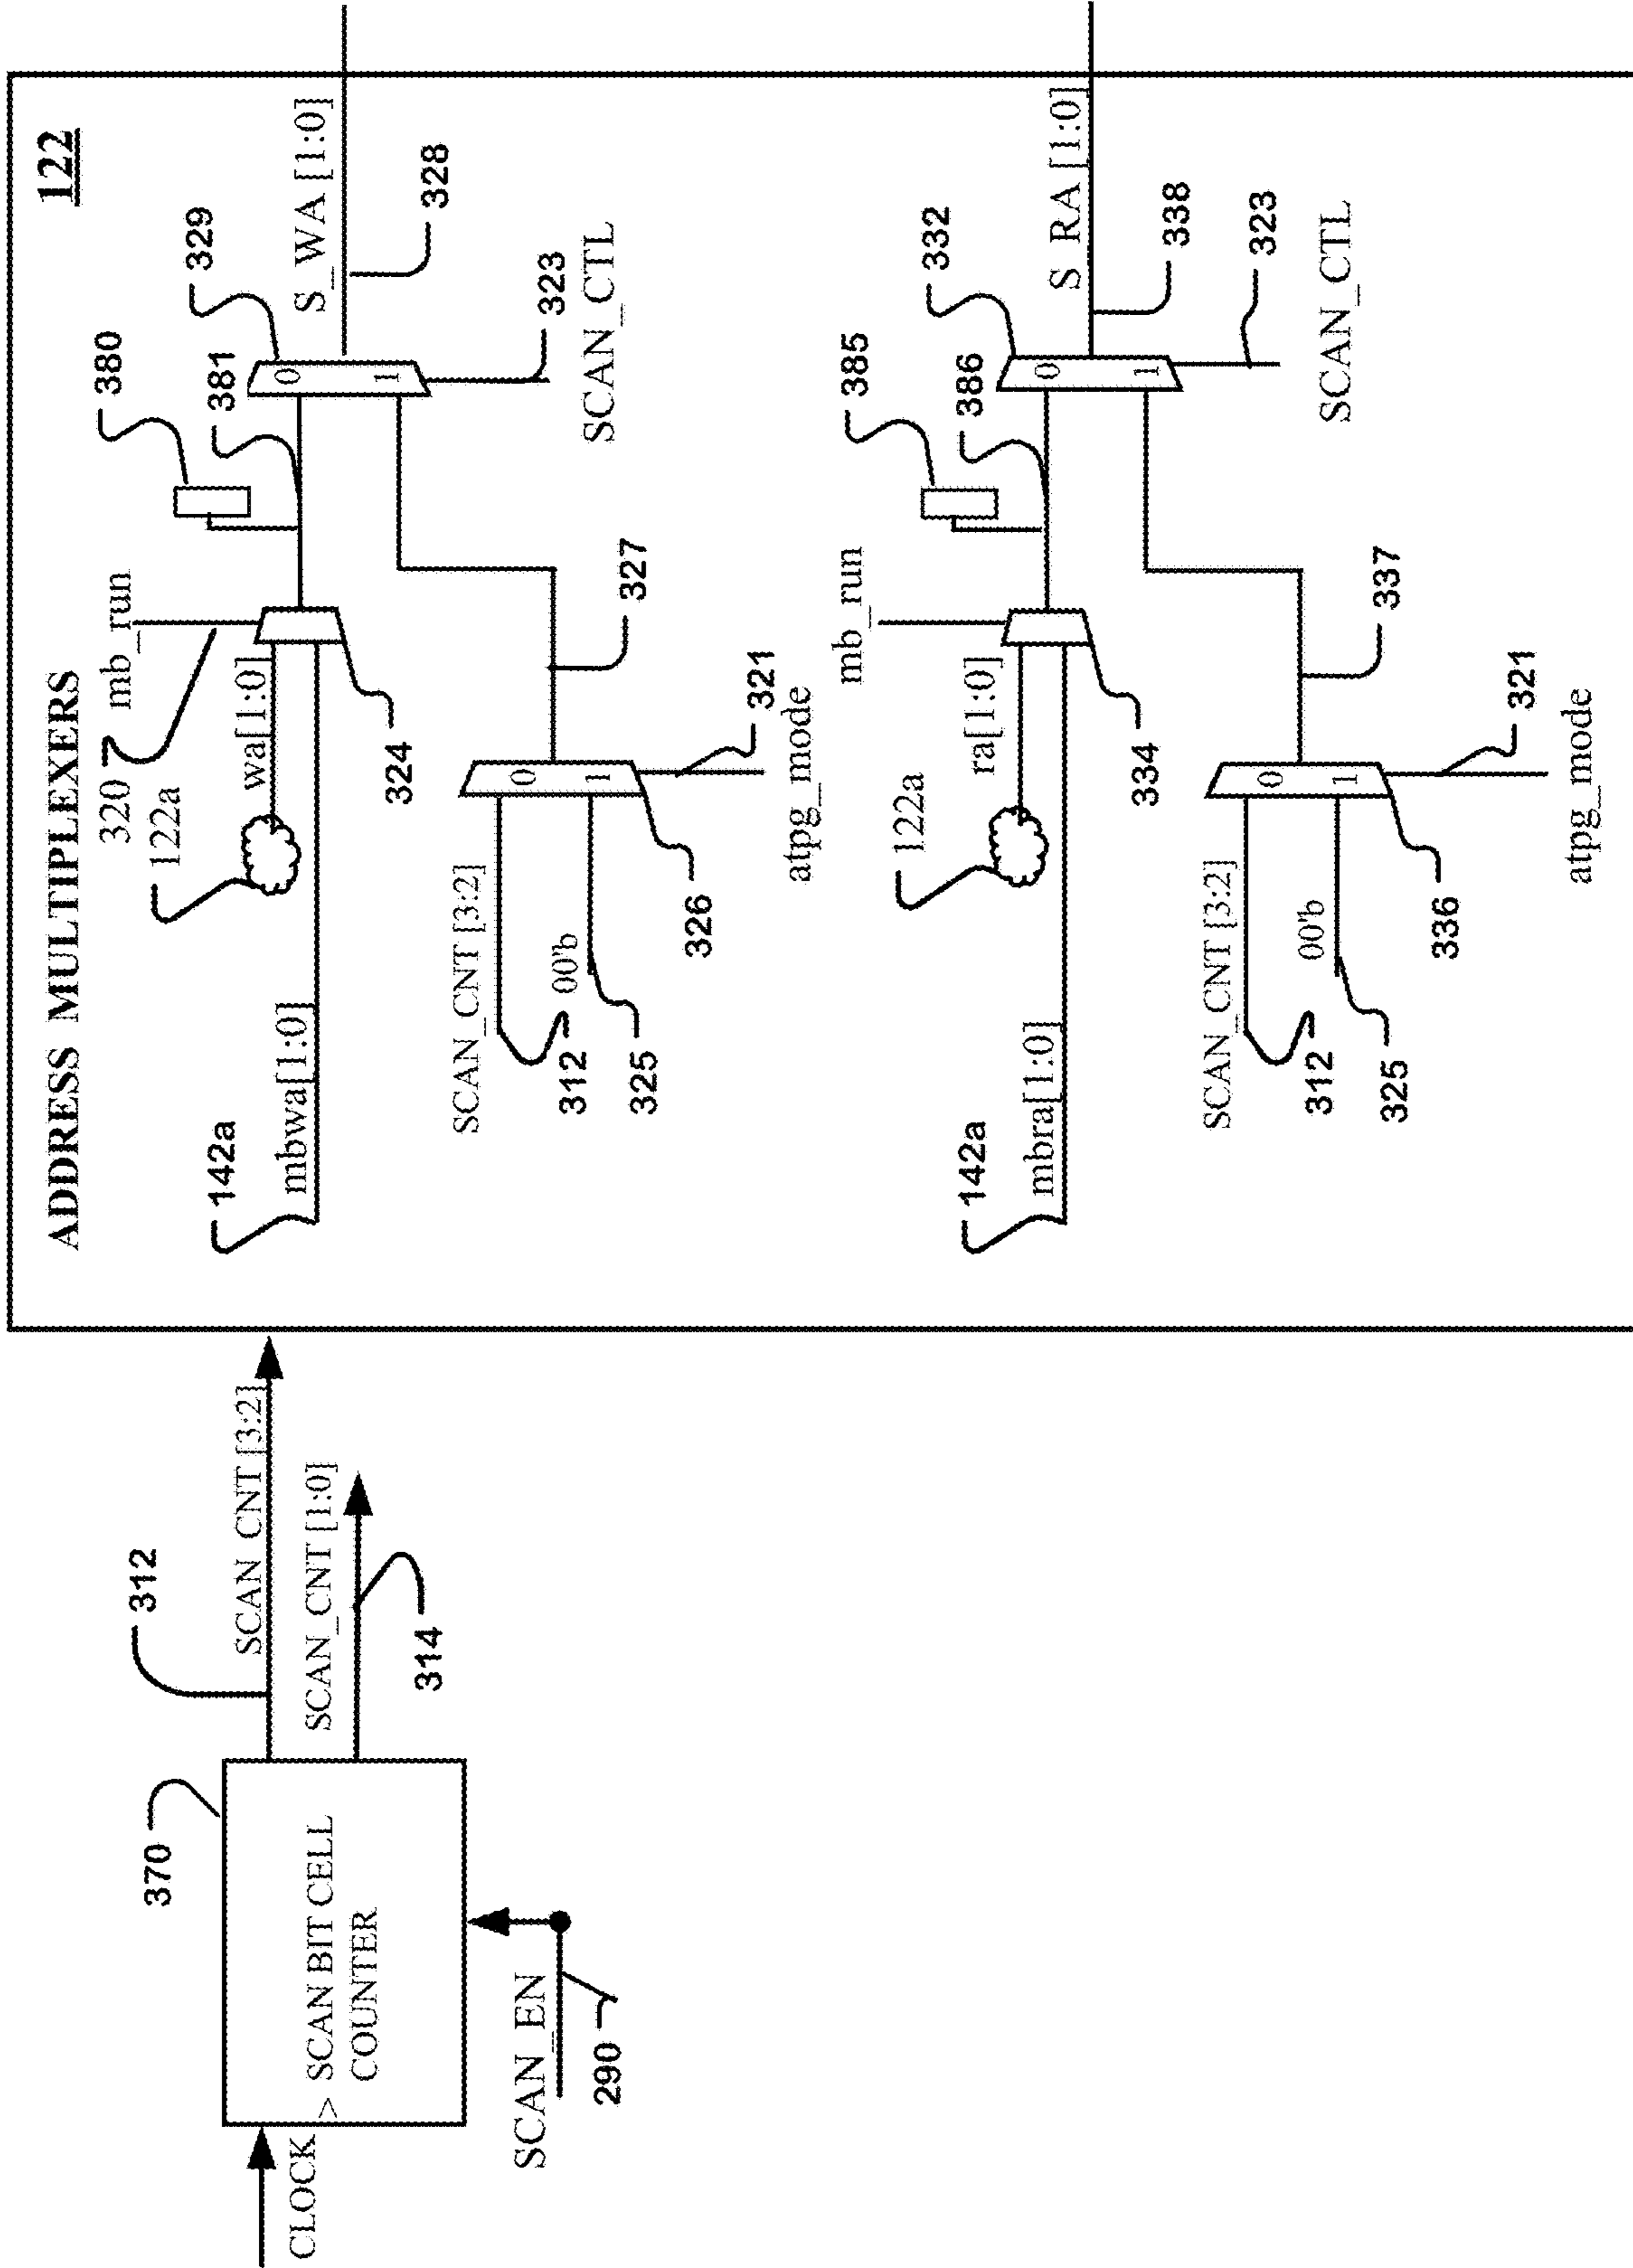 ADDRESS MULTIPLEXERS
122
320
mb_run
122a
wa[1:0]
142a
mbwa[1:0]
324
380
381
329
0
1
S_WA [1:0]
328
323
SCAN_CTL
SCAN_CNT [3:2]
312
00'b
325
0
1
326
327
321
atpg_mode
mb_run
122a
ra[1:0]
142a
mbra[1:0]
334
385
386
332
0
1
S_RA [1:0]
338
323
SCAN_CTL
SCAN_CNT [3:2]
312
00'b
325
0
1
336
337
321
atpg_mode
370
312
SCAN CNT [3:2]
SCAN_CNT [1:0]
314
CLOCK
> SCAN BIT CELL
COUNTER
SCAN_EN
290